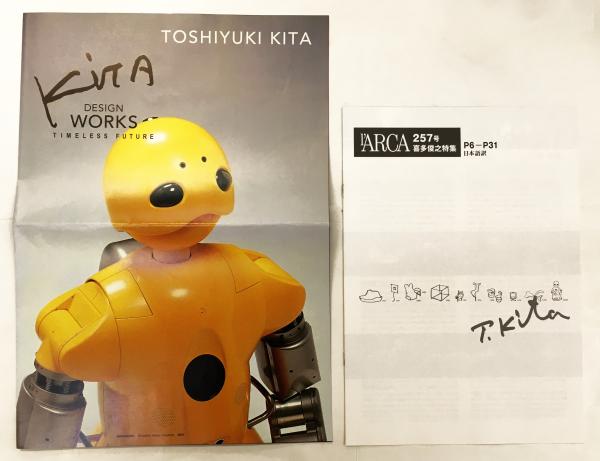 TOSHIYUKI KITA
KITA
DESIGN
WORKS
TIMELESS FUTURE
l'ARCA 257号
喜多俊之特集
P6－P31
日本語訳
T. Kita